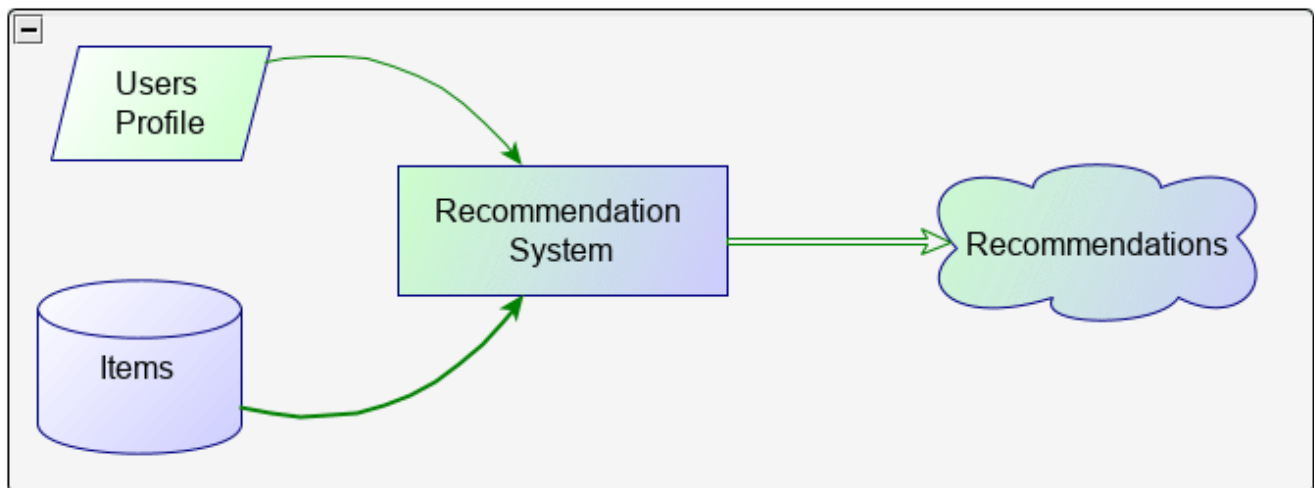 Users
Profile
Recommendation
System
Recommendations
Items